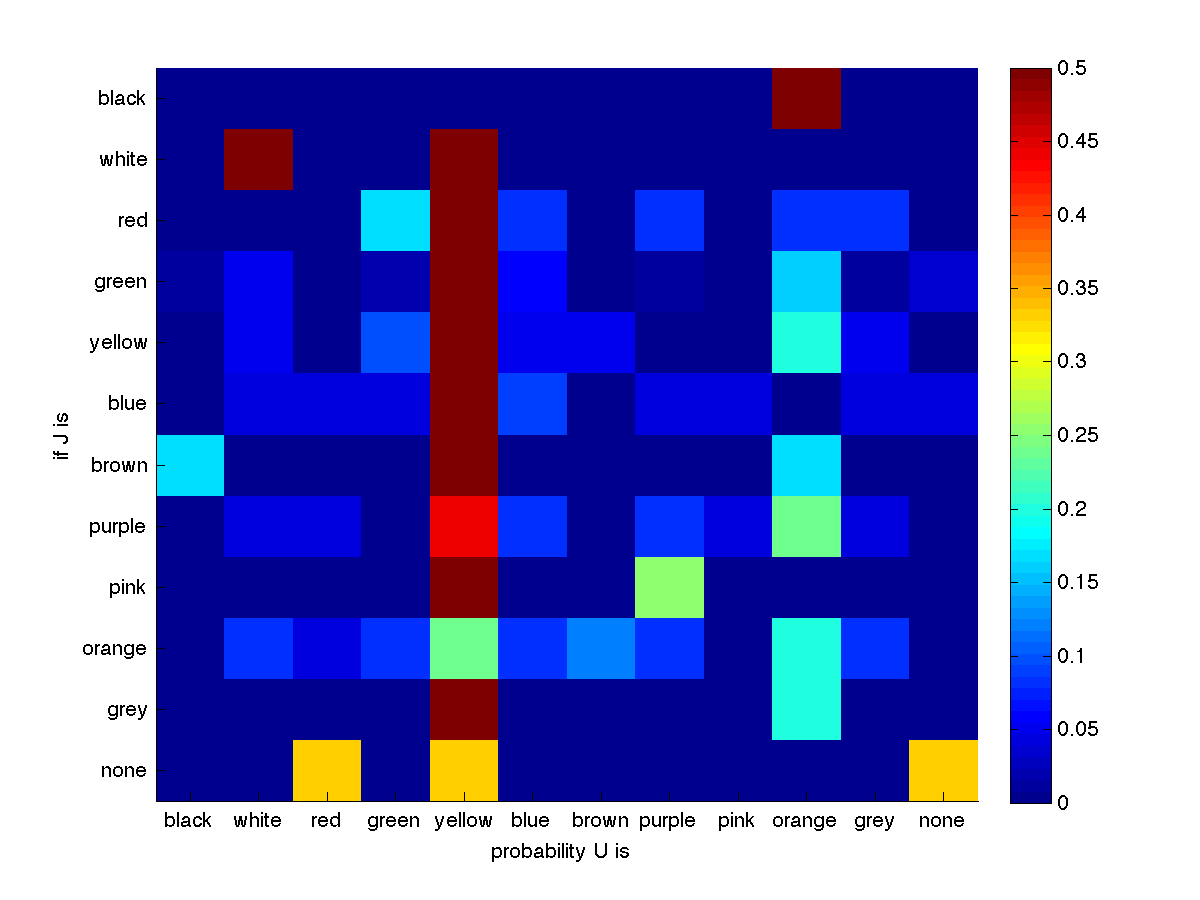 black
white
red
green
yellow
blue
brown
purple
pink
orange
grey
none
if J is
black white red green yellow blue brown purple pink orange grey none
probability U is
0.5
0.45
0.4
0.35
0.3
0.25
0.2
0.15
0.1
0.05
0